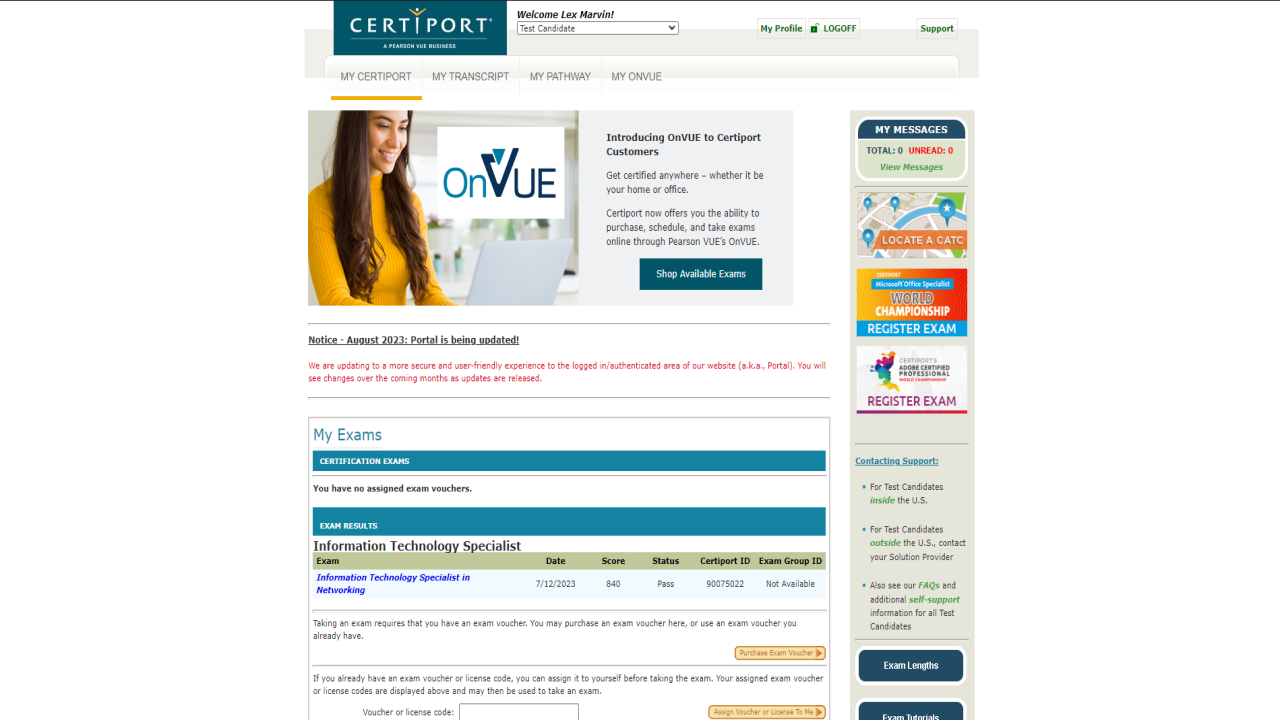 CERTIPORT
A PEARSON VUE BUSINESS
Welcome Lex Marvin!
Test Candidate
My Profile
LOGOFF
Support
MY CERTIPORT
MY TRANSCRIPT
MY PATHWAY
MY ONVUE
OnVUE
Introducing OnVUE to Certiport
Customers
Get certified anywhere – whether it be
your home or office.
Certiport now offers you the ability to
purchase, schedule, and take exams
online through Pearson VUE's OnVUE.
Shop Available Exams
Notice - August 2023: Portal is being updated!
We are updating to a more secure and user-friendly experience to the logged in/authenticated area of our website (a.k.a., Portal). You will
see changes over the coming months as updates are released.
My Exams
CERTIFICATION EXAMS
You have no assigned exam vouchers.
EXAM RESULTS
Information Technology Specialist
Exam Date Score Status Certiport ID Exam Group ID
Information Technology Specialist in
Networking
7/12/2023 840 Pass 90075022 Not Available
Taking an exam requires that you have an exam voucher. You may purchase an exam voucher here, or use an exam voucher you
already have.
Purchase Exam Voucher
If you already have an exam voucher or license code, you can assign it to yourself before taking the exam. Your assigned exam voucher
or license codes are displayed above and may then be used to take an exam.
Voucher or license code:
Assign Voucher or License To Me
MY MESSAGES
TOTAL: 0 UNREAD: 0
View Messages
LOCATE A CATC
CERTIPORT
Microsoft Office Specialist
WORLD
CHAMPIONSHIP
REGISTER EXAM
CERTIPORT'S
ADOBE CERTIFIED
PROFESSIONAL
WORLD CHAMPIONSHIP
REGISTER EXAM
Contacting Support:
For Test Candidates
inside the U.S.
For Test Candidates
outside the U.S., contact
your Solution Provider
Also see our FAQs and
additional self-support
information for all Test
Candidates
Exam Lengths
Exam Tutorials